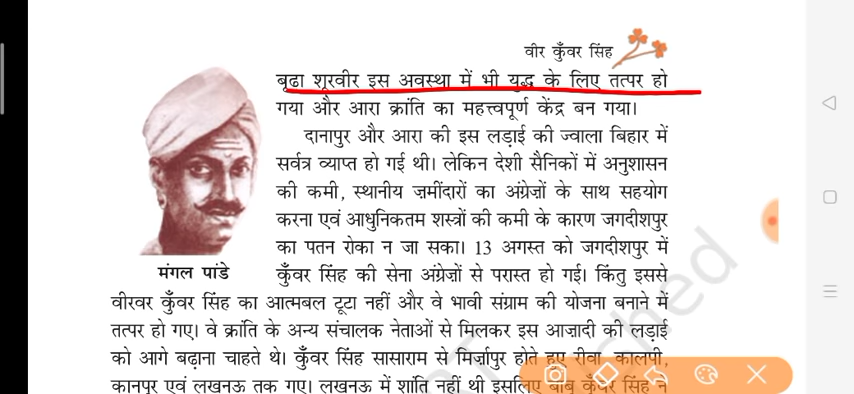 वीर कुँवर सिंह
बूढा शूरवीर इस अवस्था में भी युद्ध के लिए तत्पर हो
गया और आरा क्रांति का महत्त्वपूर्ण केंद्र बन गया।
दानापुर और आरा की इस लड़ाई की ज्वाला बिहार में
सर्वत्र व्याप्त हो गई थी। लेकिन देशी सैनिकों में अनुशासन
की कमी, स्थानीय ज़मींदारों का अंग्रेज़ों के साथ सहयोग
करना एवं आधुनिकतम शस्त्रों की कमी के कारण जगदीशपुर
का पतन रोका न जा सका। 13 अगस्त को जगदीशपुर में
मंगल पांडे
कुँवर सिंह की सेना अंग्रेज़ों से परास्त हो गई। किंतु इससे
वीरवर कुँवर सिंह का आत्मबल टूटा नहीं और वे भावी संग्राम की योजना बनाने में
तत्पर हो गए। वे क्रांति के अन्य संचालक नेताओं से मिलकर इस आज़ादी की लड़ाई
को आगे बढ़ाना चाहते थे। कुँवर सिंह सासाराम से मिर्ज़ापुर होते हुए रीवा, कालपी,
कानपुर एवं लखनऊ तक गए। लखनऊ में शांति नहीं थी इसलिए बाबू कुँवर सिंह ने